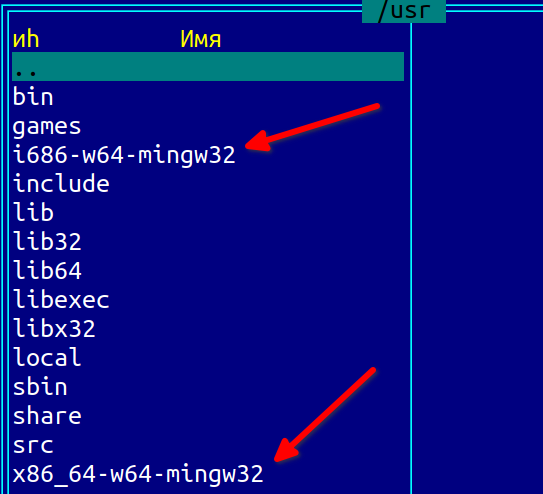 /usr
иһ Имя
..
bin
games
i686-w64-mingw32
include
lib
lib32
lib64
libexec
libx32
local
sbin
share
src
x86_64-w64-mingw32